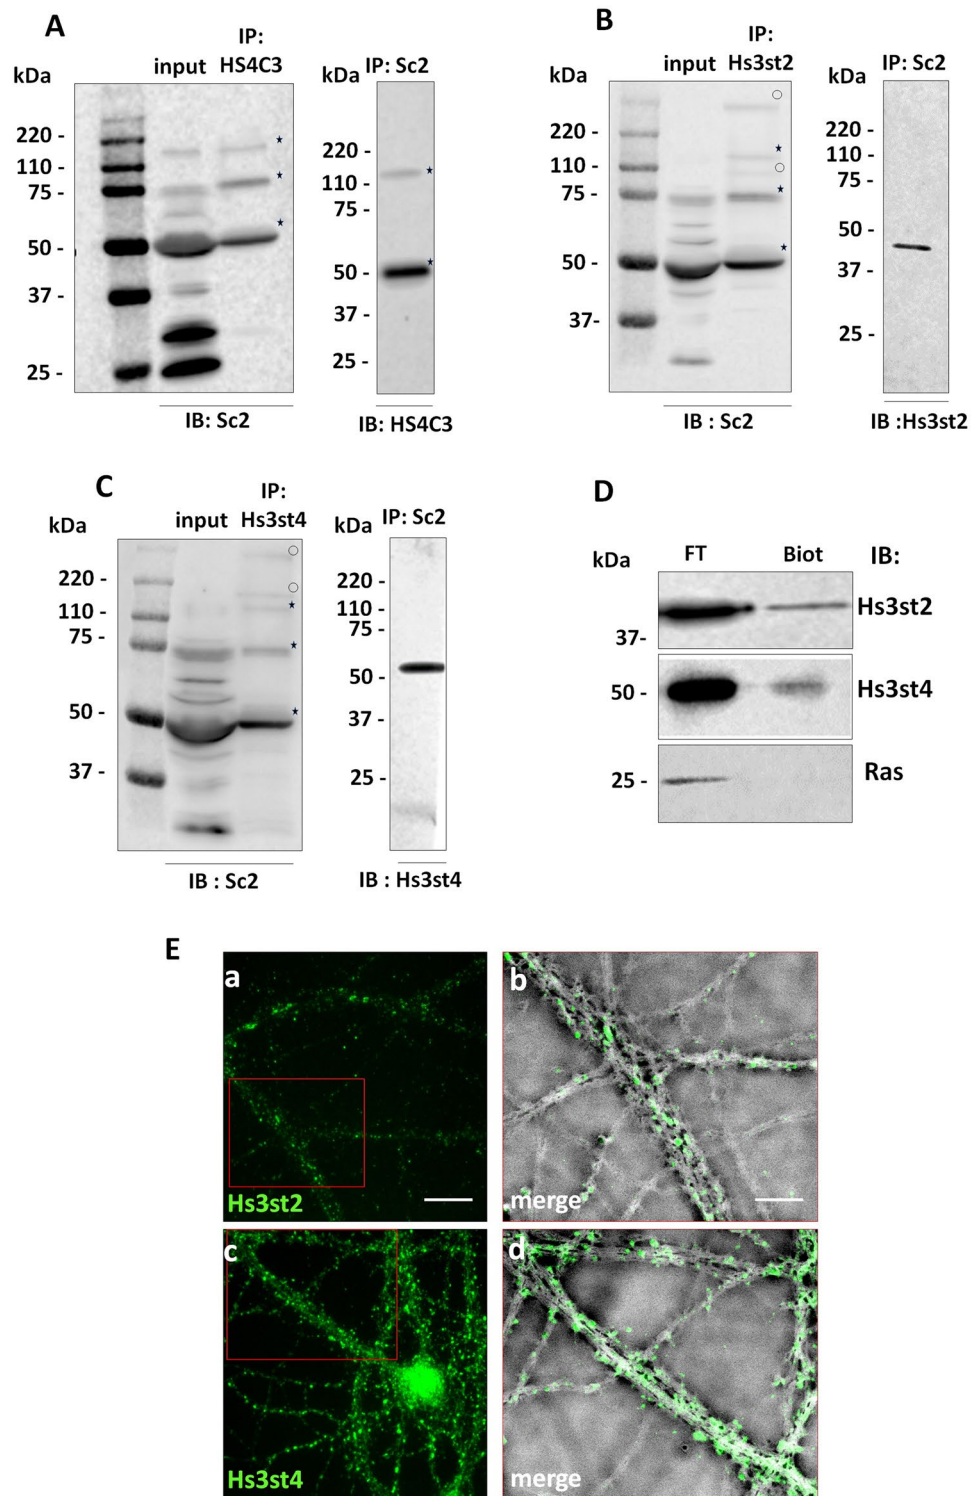 A
IP:
kDa input HS4C3
220 -
110 -
75 -
50 -
37 -
25 -
IB: Sc2
IP: Sc2
kDa
220 -
110 -
75 -
50 -
37 -
25 -
IB: HS4C3
B
IP:
kDa input Hs3st2
220 -
110 -
75 -
50 -
37-
IB : Sc2
IP: Sc2
kDa
220 -
110 -
75 -
50 -
37 -
25 -
IB :Hs3st2
C
IP:
kDa input Hs3st4
220 -
110 -
75 -
50 -
37 -
IB : Sc2
kDa IP: Sc2
220 -
110 -
75 -
50 -
37 -
25 -
IB : Hs3st4
D
kDa FT Biot IB:
Hs3st2
37-
50 - Hs3st4
Ras
25 -
E
a
Hs3st2
b
merge
c
Hs3st4
d
merge